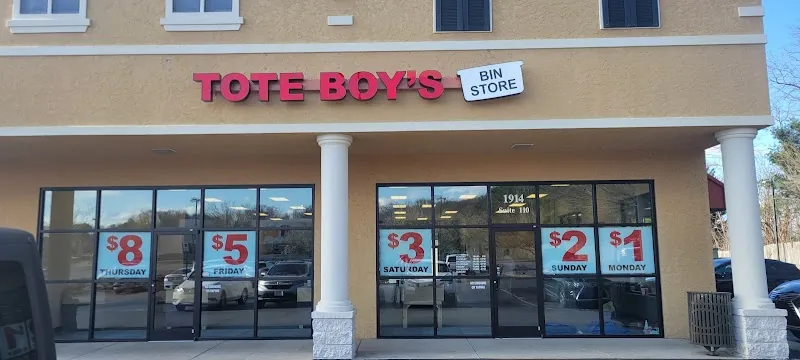 TOTE BOY'S
BIN
STORE
1914
Suite 110
$8
THURSDAY
$5
FRIDAY
$3
SATURDAY
$2
SUNDAY
$1
MONDAY